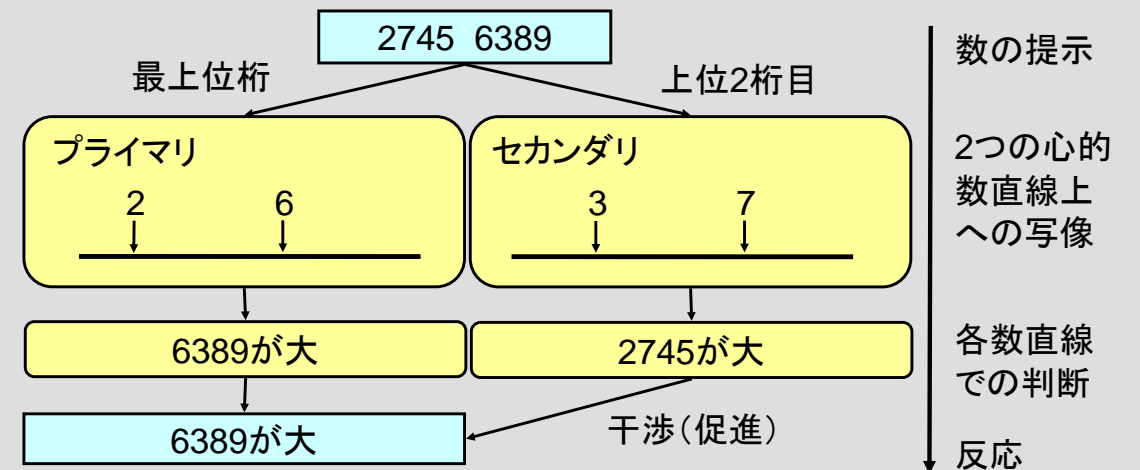 2745 6389
最上位桁
上位2桁目
プライマリ
2 6
セカンダリ
3 7
6389が大
2745が大
6389が大
干渉(促進)
数の提示
2つの心的
数直線上
への写像
各数直線
での判断
反応